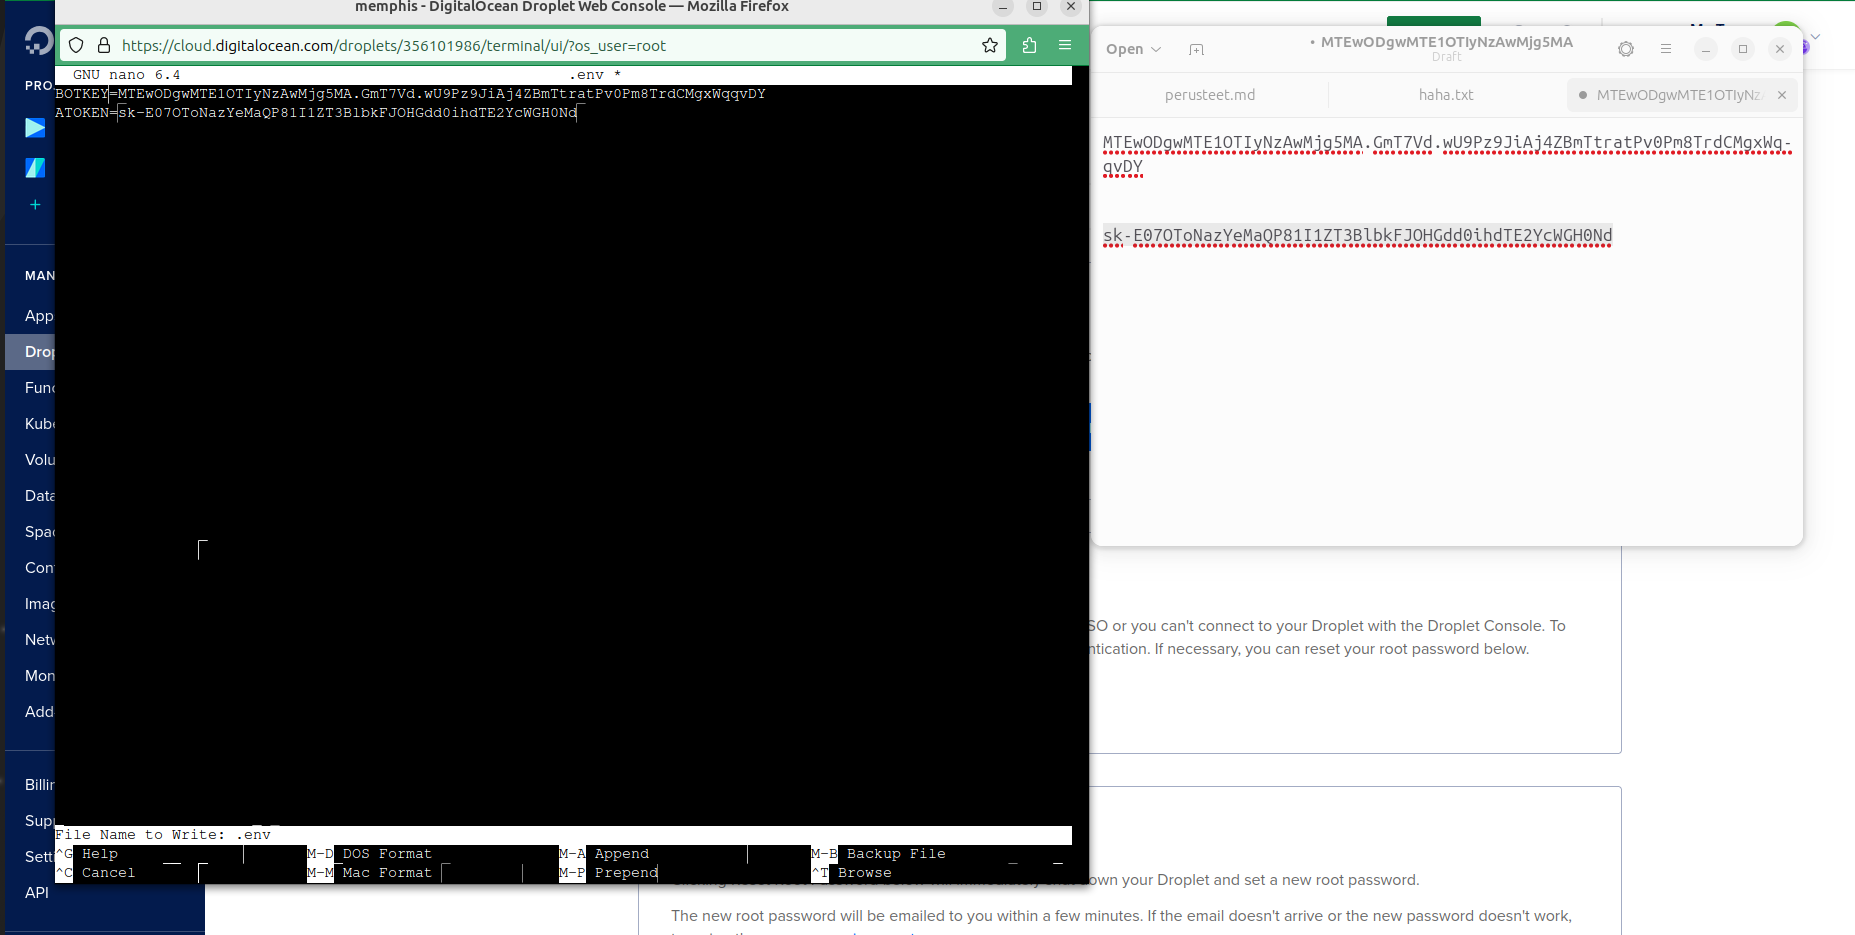 memphis - DigitalOcean Droplet Web Console — Mozilla Firefox
https://cloud.digitalocean.com/droplets/356101986/terminal/ui/?os_user=root
GNU nano 6.4 .env *
BOTKEY=MTEwODgwMTE1OTIyNzAwMjg5MA.GmT7Vd.wU9Pz9JiAj4ZBmTtratPv0Pm8TrdCMgxWqqvDY
ATOKEN=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
File Name to Write: .env
^G Help M-D DOS Format M-A Append M-B Backup File
^C Cancel M-M Mac Format M-P Prepend ^T Browse
PRO
MAN
App
Drop
Func
Kube
Volu
Data
Spac
Con
Imag
Netw
Mon
Add
Billin
Supp
Setti
API
Open
• MTEwODgwMTE1OTIyNzAwMjg5MA
Draft
perusteet.md
haha.txt
MTEwODgwMTE1OTIyNz
MTEwODgwMTE1OTIyNzAwMjg5MA.GmT7Vd.wU9Pz9JiAj4ZBmTtratPv0Pm8TrdCMgxWq-
qvDY
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
SO or you can't connect to your Droplet with the Droplet Console. To
ntication. If necessary, you can reset your root password below.
own your Droplet and set a new root password.
The new root password will be emailed to you within a few minutes. If the email doesn't arrive or the new password doesn't work,